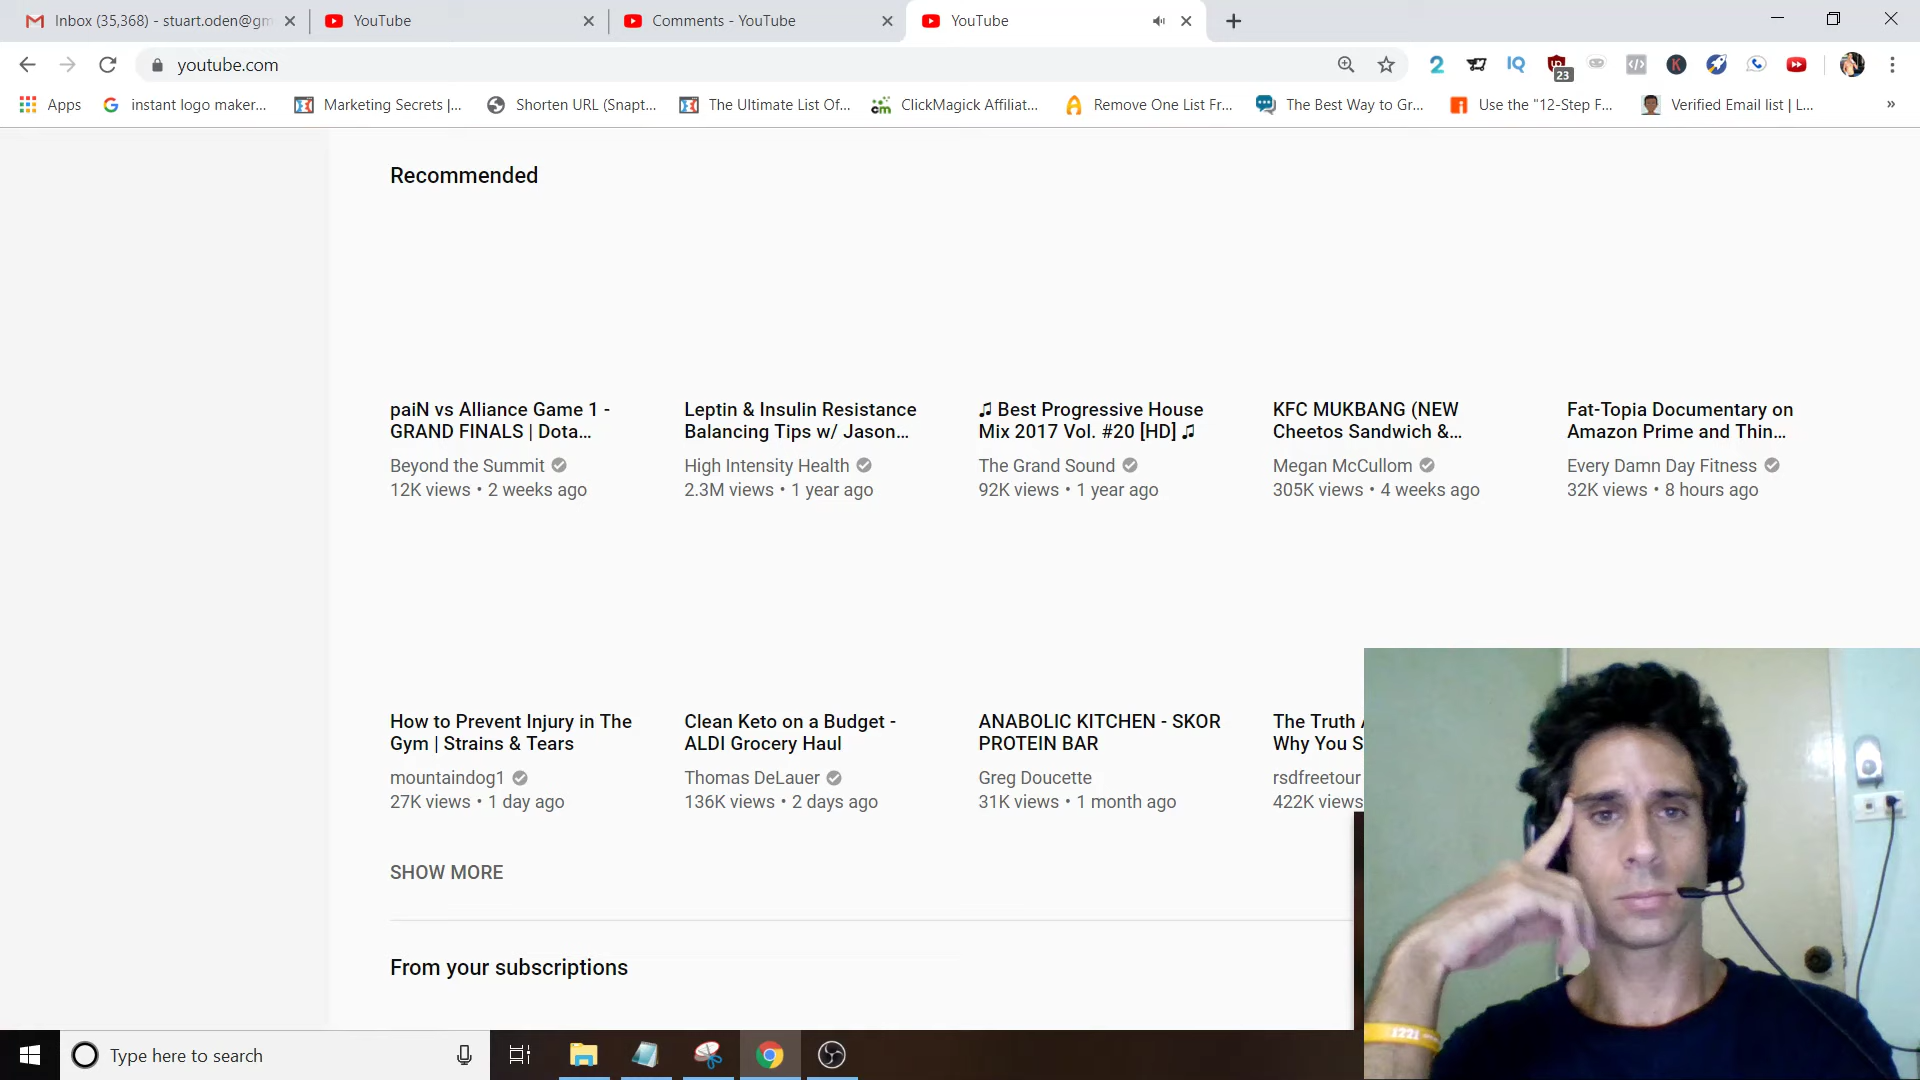 Inbox (35,368) - stuart.oden@gm
YouTube
Comments - YouTube
YouTube
youtube.com
2
IQ
23
K
Apps
instant logo maker...
Marketing Secrets |...
Shorten URL (Snapt...
The Ultimate List Of...
cm
ClickMagick Affiliat...
Remove One List Fr...
The Best Way to Gr...
Use the "12-Step F...
Verified Email list | L...
»
Recommended
paiN vs Alliance Game 1 -
GRAND FINALS | Dota...
Beyond the Summit
12K views • 2 weeks ago
Leptin & Insulin Resistance
Balancing Tips w/ Jason...
High Intensity Health
2.3M views • 1 year ago
♫ Best Progressive House
Mix 2017 Vol. #20 [HD] ♫
The Grand Sound
92K views • 1 year ago
KFC MUKBANG (NEW
Cheetos Sandwich &...
Megan McCullom
305K views • 4 weeks ago
Fat-Topia Documentary on
Amazon Prime and Thin...
Every Damn Day Fitness
32K views • 8 hours ago
How to Prevent Injury in The
Gym | Strains & Tears
mountaindog1
27K views • 1 day ago
Clean Keto on a Budget -
ALDI Grocery Haul
Thomas DeLauer
136K views • 2 days ago
ANABOLIC KITCHEN - SKOR
PROTEIN BAR
Greg Doucette
31K views • 1 month ago
The Truth
Why You S
rsdfreetour
422K views
SHOW MORE
From your subscriptions
1221
Type here to search